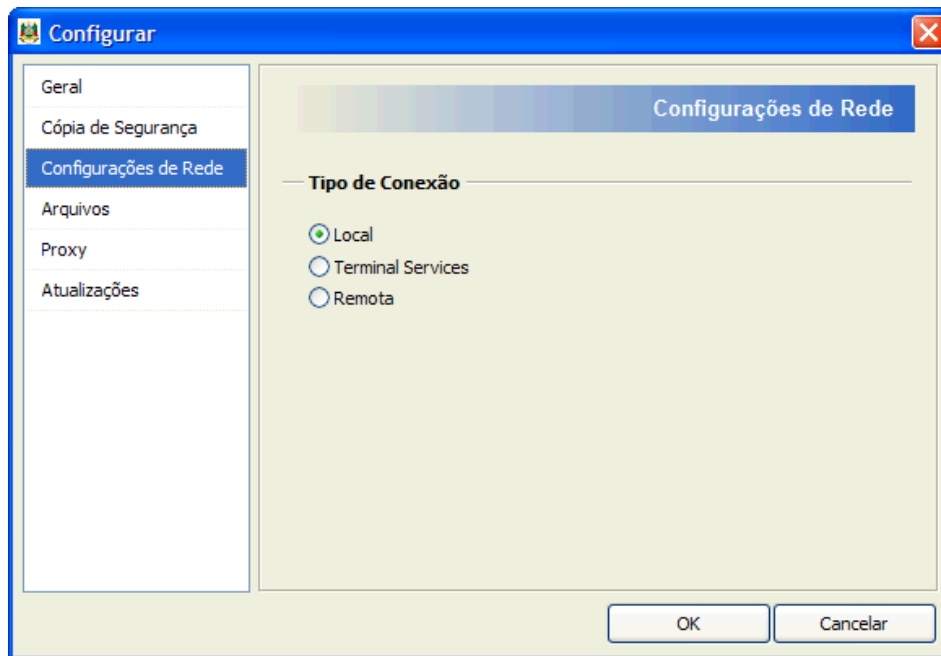 Configurar
Geral
Cópia de Segurança
Configurações de Rede
Arquivos
Proxy
Atualizações
Configurações de Rede
Tipo de Conexão
Local
Terminal Services
Remota
OK
Cancelar